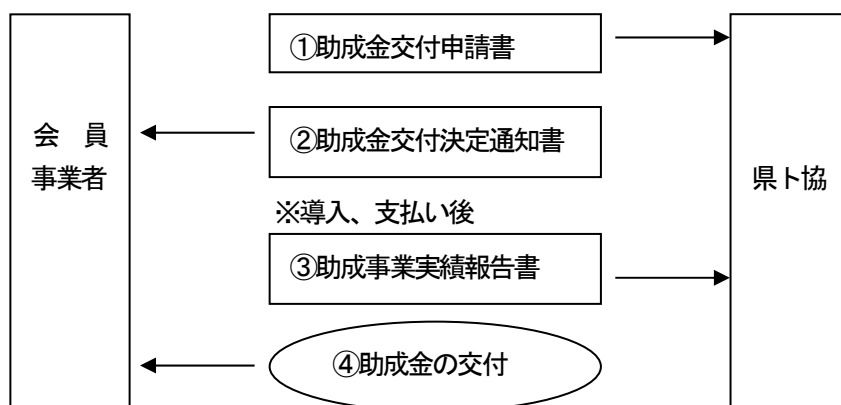 会　員
事業者
①助成金交付申請書
②助成金交付決定通知書
※導入、支払い後
③助成事業実績報告書
④助成金の交付
県ト協